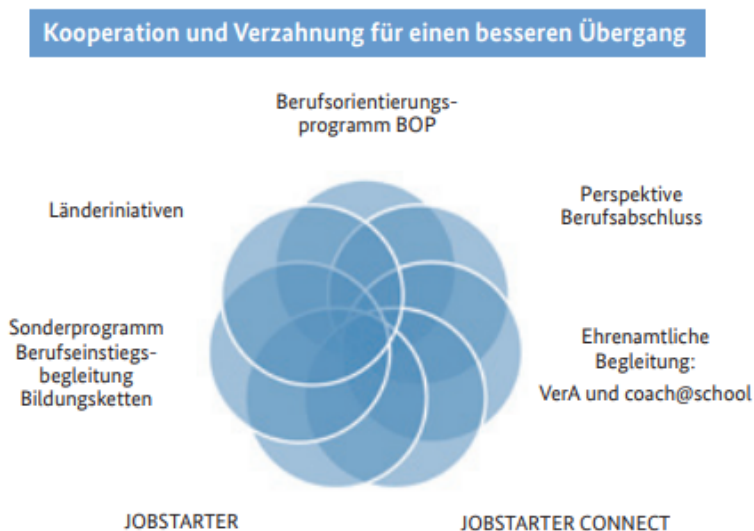 Kooperation und Verzahnung für einen besseren Übergang
Berufsorientierungs-
programm BOP
Länderiniativen
Perspektive
Berufsabschluss
Sonderprogramm
Berufseinstiegs-
begleitung
Bildungsketten
Ehrenamtliche
Begleitung:
VerA und coach@school
JOBSTARTER
JOBSTARTER CONNECT